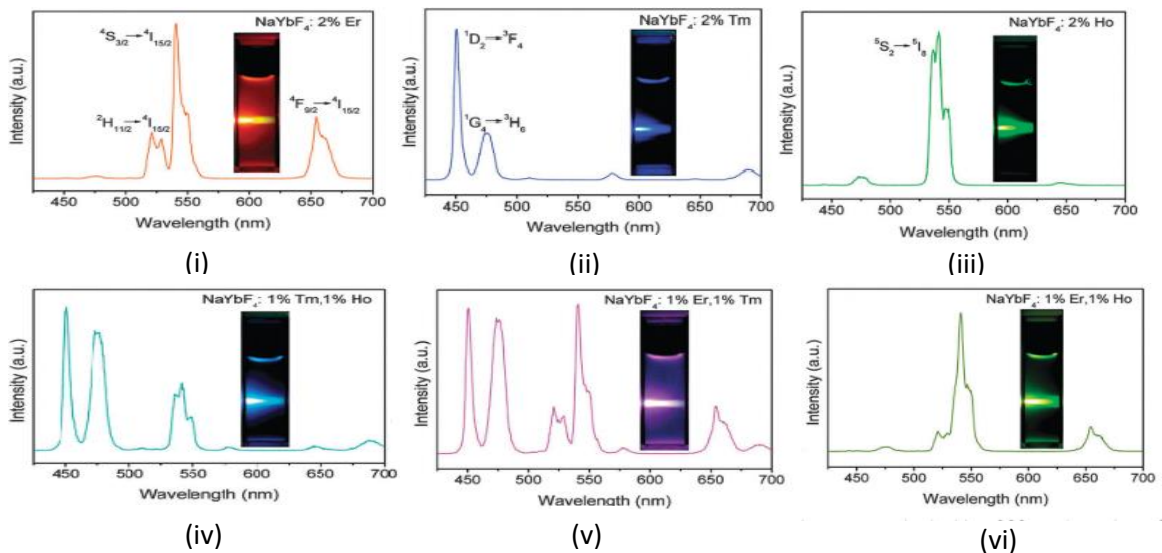 NaYbF₄: 2% Er
⁴S₃/₂→⁴I₁₅/₂
²H₁₁/₂→⁴I₁₅/₂
⁴F₉/₂→⁴I₁₅/₂
Intensity (a.u.)
450 500 550 600 650 700
Wavelength (nm)
(i)
NaYbF₄: 2% Tm
¹D₂→³F₄
¹G₄→³H₆
Intensity (a.u.)
450 500 550 600 650 700
Wavelength (nm)
(ii)
NaYbF₄: 2% Ho
⁵S₂→⁵I₈
Intensity (a.u.)
450 500 550 600 650 700
Wavelength (nm)
(iii)
NaYbF₄: 1% Tm,1% Ho
Intensity (a.u.)
450 500 550 600 650 700
Wavelength (nm)
(iv)
NaYbF₄: 1% Er,1% Tm
Intensity (a.u.)
450 500 550 600 650 700
Wavelength (nm)
(v)
NaYbF₄: 1% Er,1% Ho
Intensity (a.u.)
450 500 550 600 650 700
Wavelength (nm)
(vi)